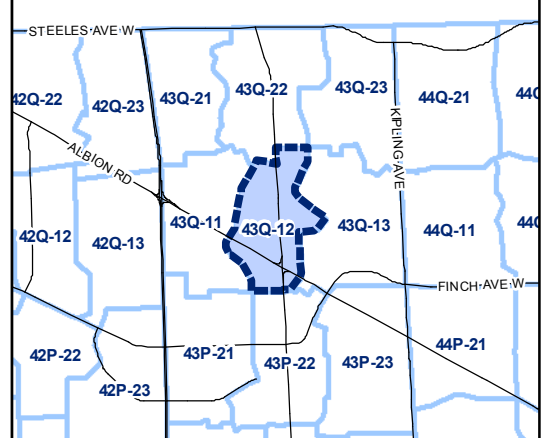 STEELES AVE W
42Q-22
42Q-23
43Q-21
43Q-22
43Q-23
44Q-21
KIPLING AVE
ALBION RD
42Q-12
42Q-13
43Q-11
43Q-12
43Q-13
44Q-11
FINCH AVE W
42P-22
42P-23
43P-21
43P-22
43P-23
44P-21